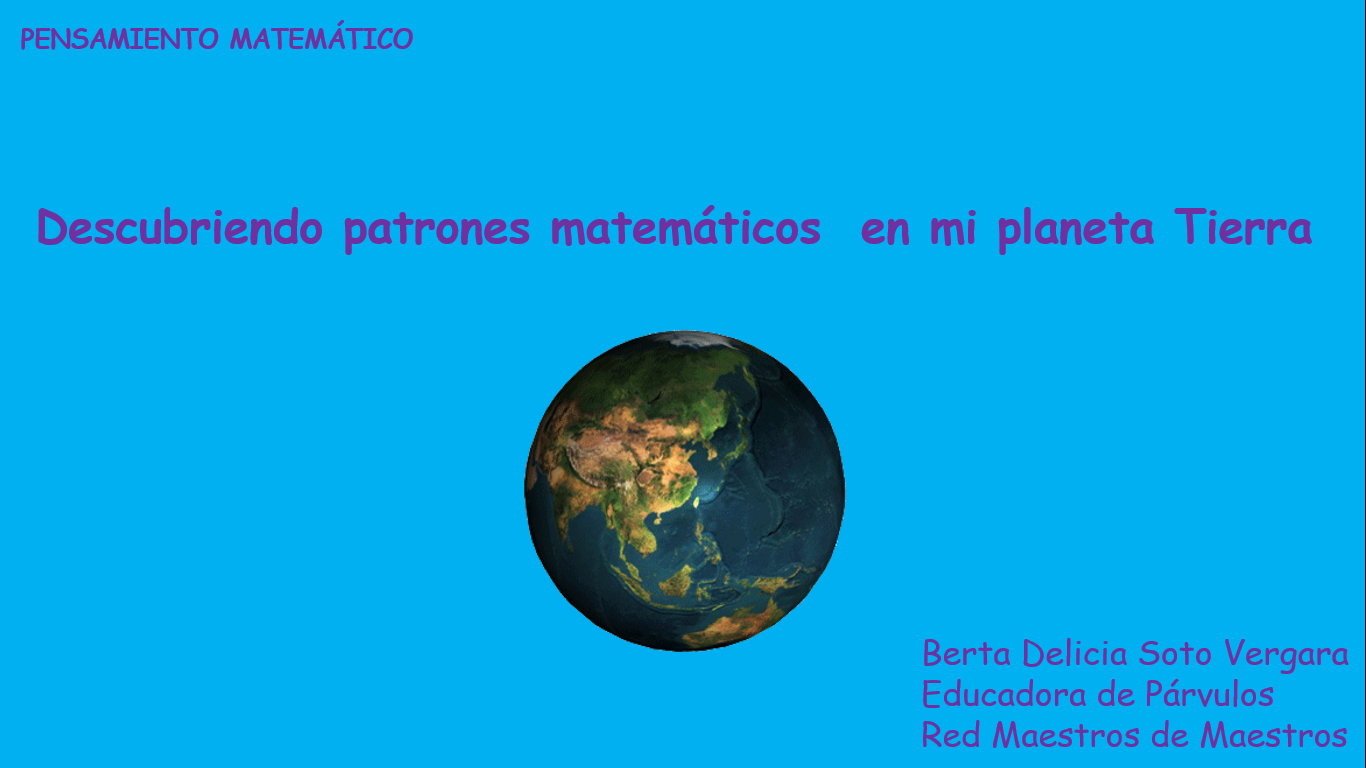 PENSAMIENTO MATEMÁTICO
Descubriendo patrones matemáticos en mi planeta Tierra
Berta Delicia Soto Vergara
Educadora de Párvulos
Red Maestros de Maestros